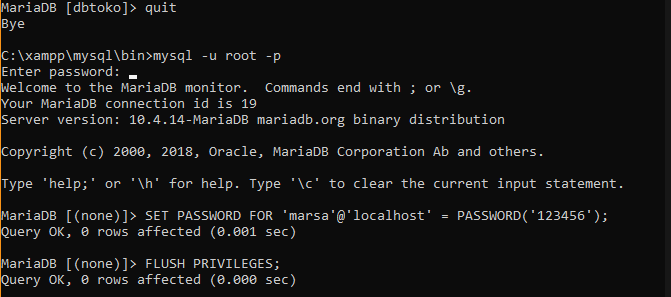 MariaDB [dbtoko]> quit
Bye
C:\xampp\mysql\bin>mysql -u root -p
Enter password:
Welcome to the MariaDB monitor.  Commands end with ; or \g.
Your MariaDB connection id is 19
Server version: 10.4.14-MariaDB mariadb.org binary distribution
Copyright (c) 2000, 2018, Oracle, MariaDB Corporation Ab and others.
Type 'help;' or '\h' for help. Type '\c' to clear the current input statement.
MariaDB [(none)]> SET PASSWORD FOR 'marsa'@'localhost' = PASSWORD('123456');
Query OK, 0 rows affected (0.001 sec)
MariaDB [(none)]> FLUSH PRIVILEGES;
Query OK, 0 rows affected (0.000 sec)